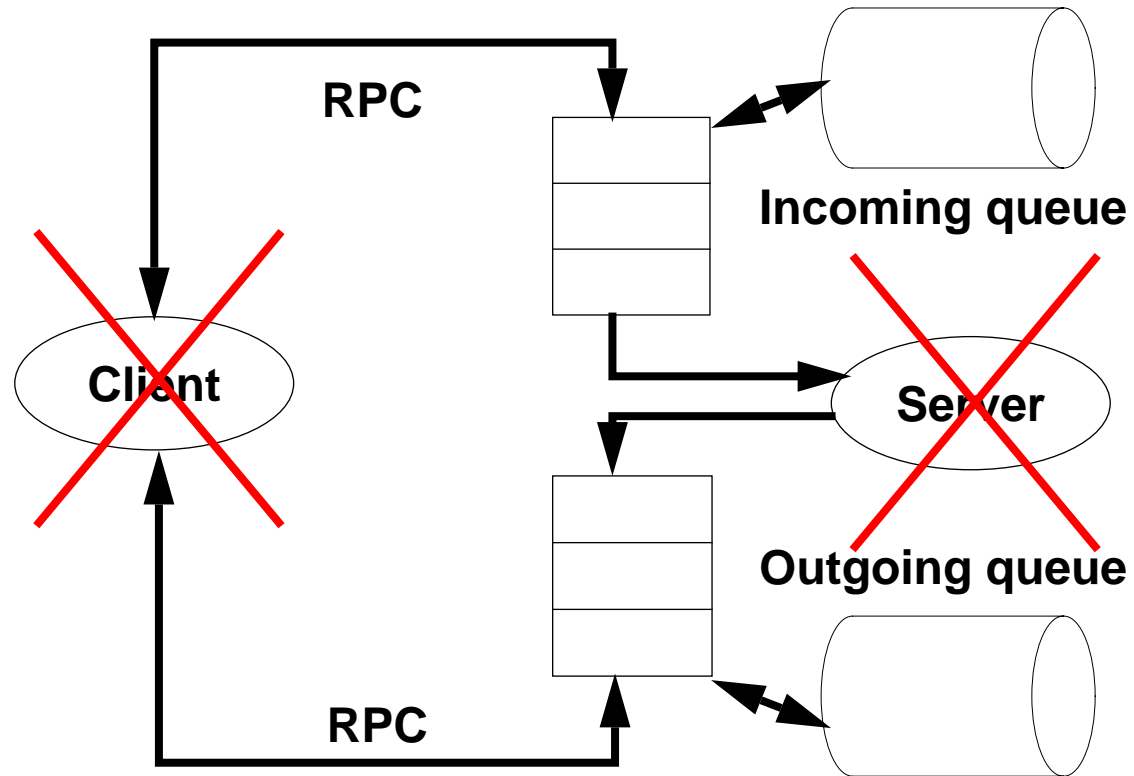 RPC
Incoming queue
Client
Server
Outgoing queue
RPC